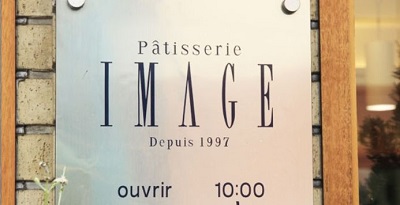 Pâtisserie
IMAGE
Depuis 1997
ouvrir 10:00